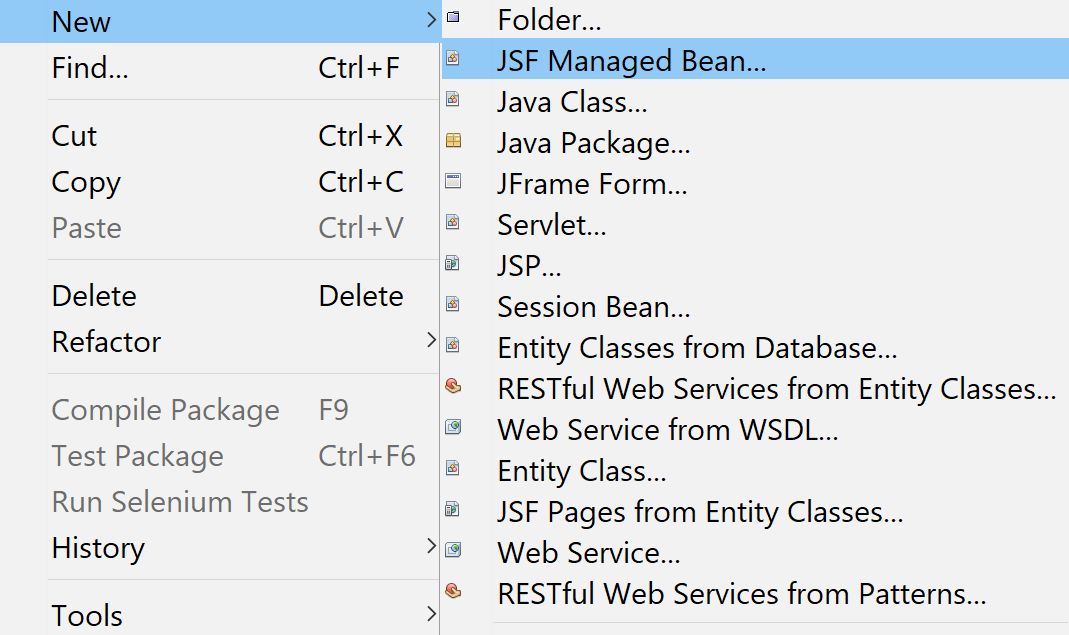 New
Find... Ctrl+F
Cut Ctrl+X
Copy Ctrl+C
Paste Ctrl+V
Delete Delete
Refactor
Compile Package F9
Test Package Ctrl+F6
Run Selenium Tests
History
Tools
Folder...
JSF Managed Bean...
Java Class...
Java Package...
JFrame Form...
Servlet...
JSP...
Session Bean...
Entity Classes from Database...
RESTful Web Services from Entity Classes...
Web Service from WSDL...
Entity Class...
JSF Pages from Entity Classes...
Web Service...
RESTful Web Services from Patterns...